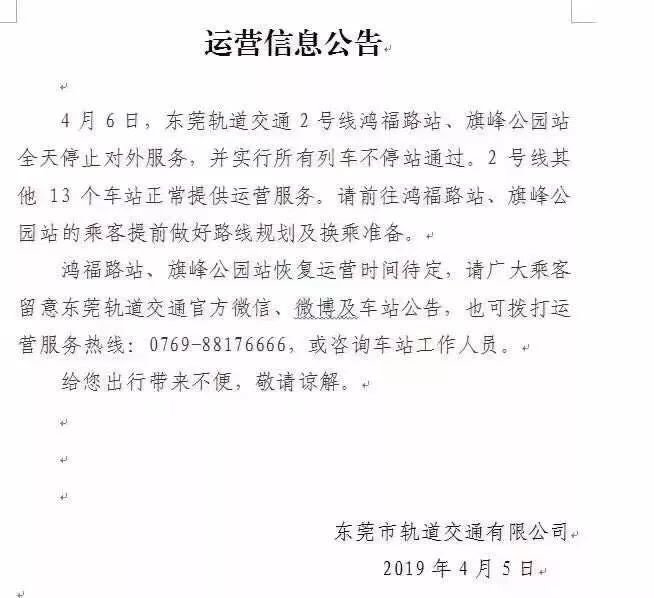 运营信息公告
4月6日，东莞轨道交通2号线鸿福路站、旗峰公园站
全天停止对外服务，并实行所有列车不停站通过。2号线其
他 13 个车站正常提供运营服务。请前往鸿福路站、旗峰公
园站的乘客提前做好路线规划及换乘准备。
鸿福路站、旗峰公园站恢复运营时间待定，请广大乘客
留意东莞轨道交通官方微信、微博及车站公告，也可拨打运
营服务热线：0769-88176666，或咨询车站工作人员。
给您出行带来不便，敬请谅解。
东莞市轨道交通有限公司
2019年4月5日